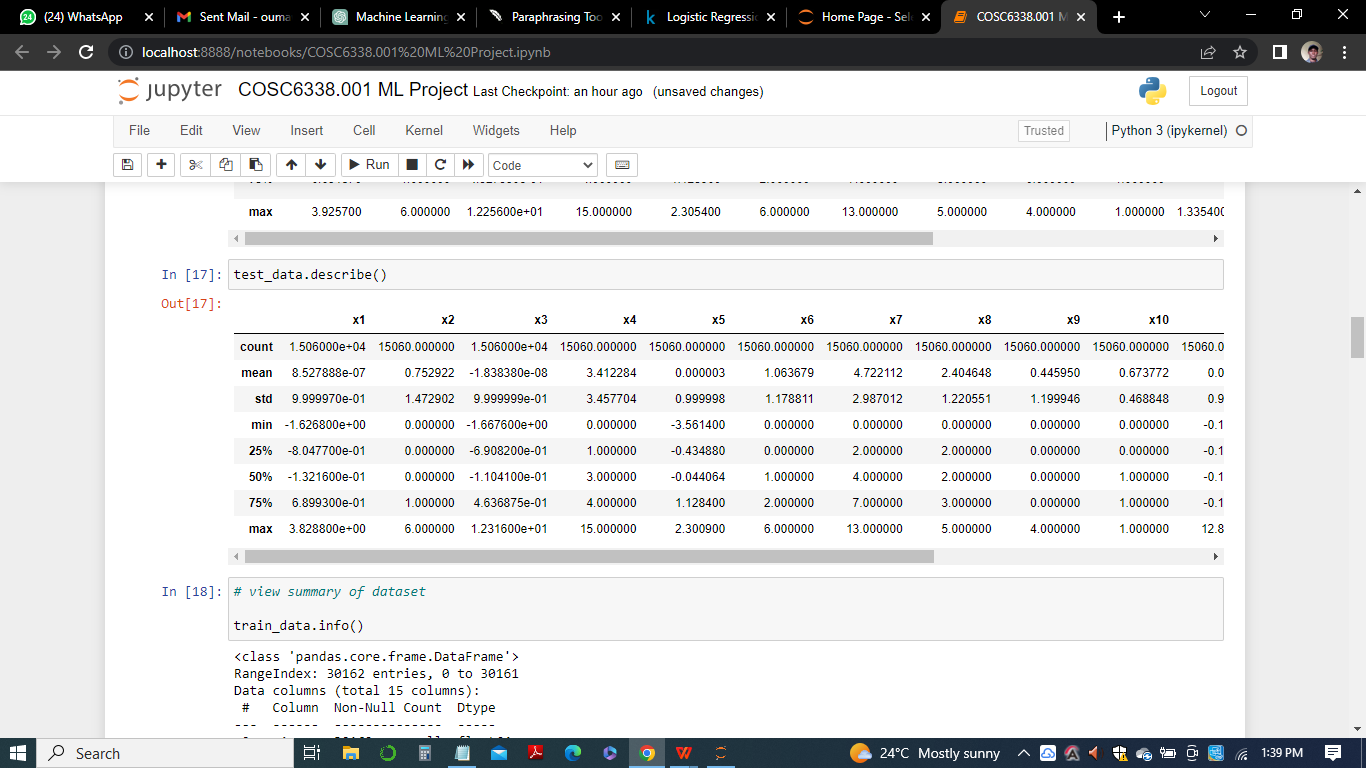 (24) WhatsApp
Sent Mail - ouma
Machine Learning
Paraphrasing Too
Logistic Regressi
Home Page - Sele
COSC6338.001 M
localhost:8888/notebooks/COSC6338.001%20ML%20Project.ipynb
jupyter COSC6338.001 ML Project Last Checkpoint: an hour ago (unsaved changes)
Logout
File Edit View Insert Cell Kernel Widgets Help
Trusted
Python 3 (ipykernel)
Run
Code
max 3.925700 6.000000 1.225600e+01 15.000000 2.305400 6.000000 13.000000 5.000000 4.000000 1.000000 1.335400
In [17]: test_data.describe()
Out[17]:
x1 x2 x3 x4 x5 x6 x7 x8 x9 x10
count 1.506000e+04 15060.000000 1.506000e+04 15060.000000 15060.000000 15060.000000 15060.000000 15060.000000 15060.000000 15060.000000 15060.0
mean 8.527888e-07 0.752922 -1.838380e-08 3.412284 0.000003 1.063679 4.722112 2.404648 0.445950 0.673772 0.0
std 9.999970e-01 1.472902 9.999999e-01 3.457704 0.999998 1.178811 2.987012 1.220551 1.199946 0.468848 0.9
min -1.626800e+00 0.000000 -1.667600e+00 0.000000 -3.561400 0.000000 0.000000 0.000000 0.000000 0.000000 -0.1
25% -8.047700e-01 0.000000 -6.908200e-01 1.000000 -0.434880 0.000000 2.000000 2.000000 0.000000 0.000000 -0.1
50% -1.321600e-01 0.000000 -1.104100e-01 3.000000 -0.044064 1.000000 4.000000 2.000000 0.000000 1.000000 -0.1
75% 6.899300e-01 1.000000 4.636875e-01 4.000000 1.128400 2.000000 7.000000 3.000000 0.000000 1.000000 -0.1
max 3.828800e+00 6.000000 1.231600e+01 15.000000 2.300900 6.000000 13.000000 5.000000 4.000000 1.000000 12.8
In [18]: # view summary of dataset
train_data.info()
<class 'pandas.core.frame.DataFrame'>
RangeIndex: 30162 entries, 0 to 30161
Data columns (total 15 columns):
# Column Non-Null Count Dtype
--- ------ -------------- -----
Search
24°C Mostly sunny
1:39 PM